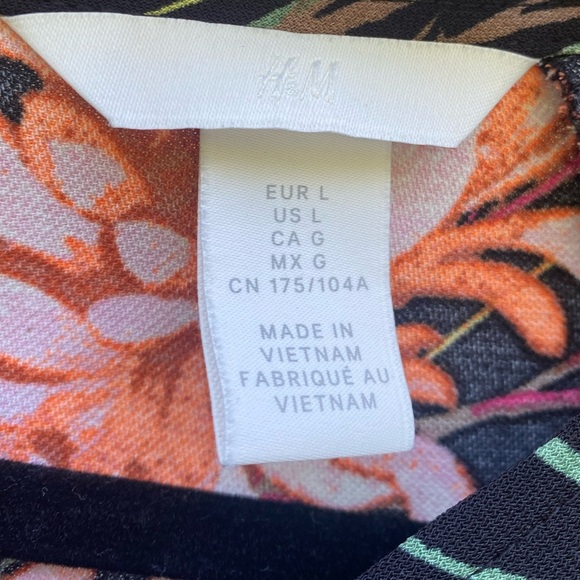 H&M
EUR L
US L
CA G
MX G
CN 175/104A
MADE IN
VIETNAM
FABRIQUÉ AU
VIETNAM